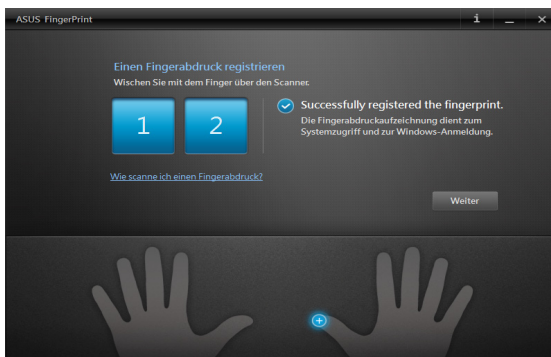 ASUS FingerPrint
Einen Fingerabdruck registrieren
Wischen Sie mit dem Finger über den Scanner.
1 2
Successfully registered the fingerprint.
Die Fingerabdruckaufzeichnung dient zum
Systemzugriff und zur Windows-Anmeldung.
Wie scanne ich einen Fingerabdruck?
Weiter